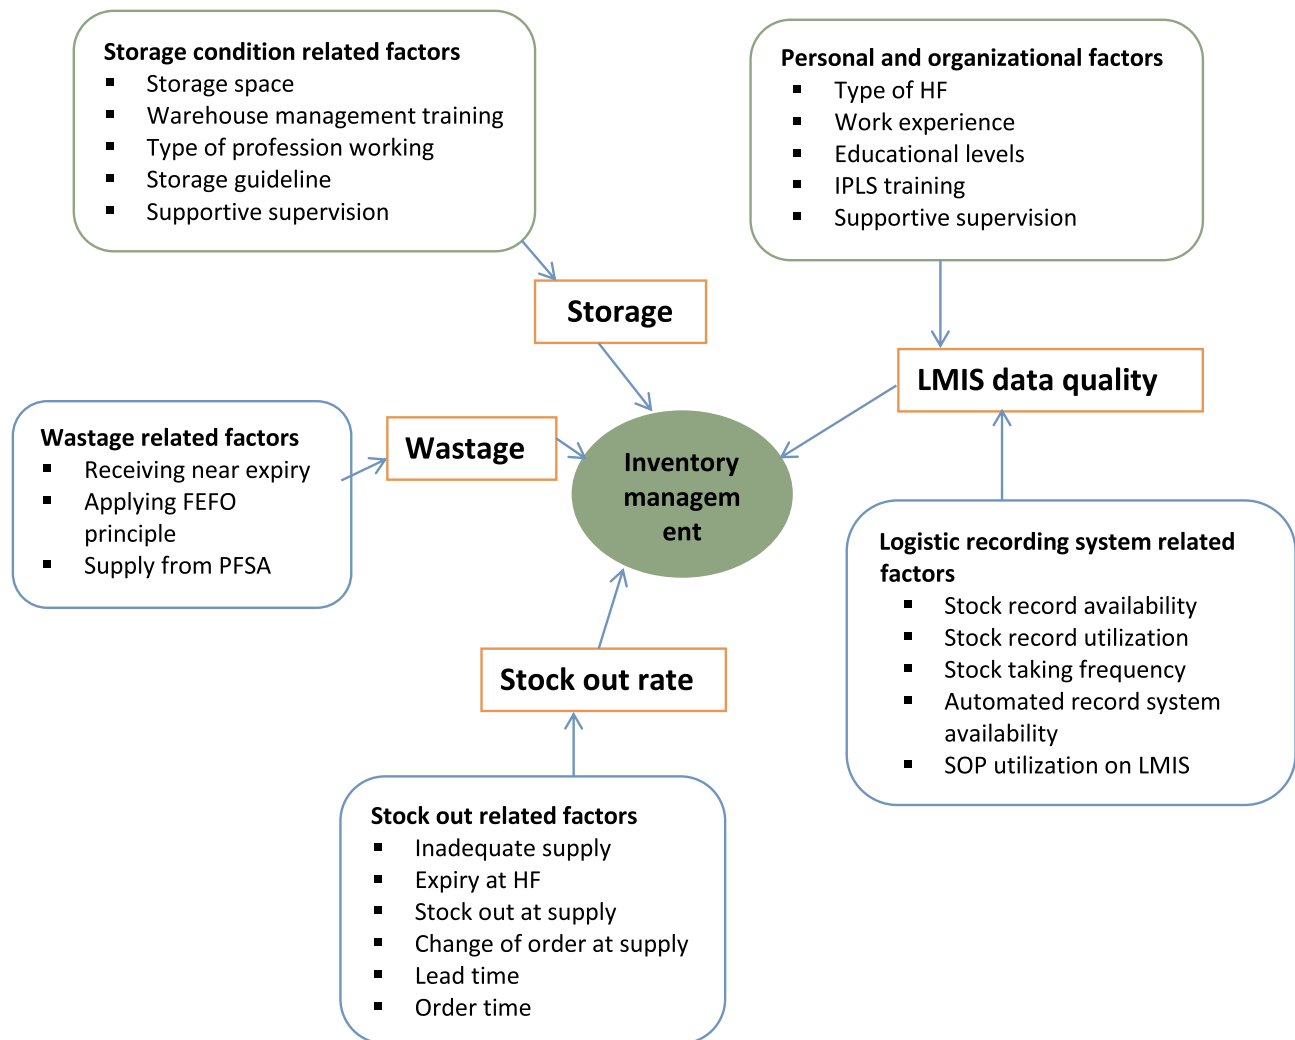 Storage condition related factors
▪ Storage space
▪ Warehouse management training
▪ Type of profession working
▪ Storage guideline
▪ Supportive supervision
Personal and organizational factors
▪ Type of HF
▪ Work experience
▪ Educational levels
▪ IPLS training
▪ Supportive supervision
Storage
LMIS data quality
Wastage related factors
▪ Receiving near expiry
▪ Applying FEFO
principle
▪ Supply from PFSA
Wastage
Inventory
managem
ent
Logistic recording system related
factors
▪ Stock record availability
▪ Stock record utilization
▪ Stock taking frequency
▪ Automated record system
availability
▪ SOP utilization on LMIS
Stock out rate
Stock out related factors
▪ Inadequate supply
▪ Expiry at HF
▪ Stock out at supply
▪ Change of order at supply
▪ Lead time
▪ Order time